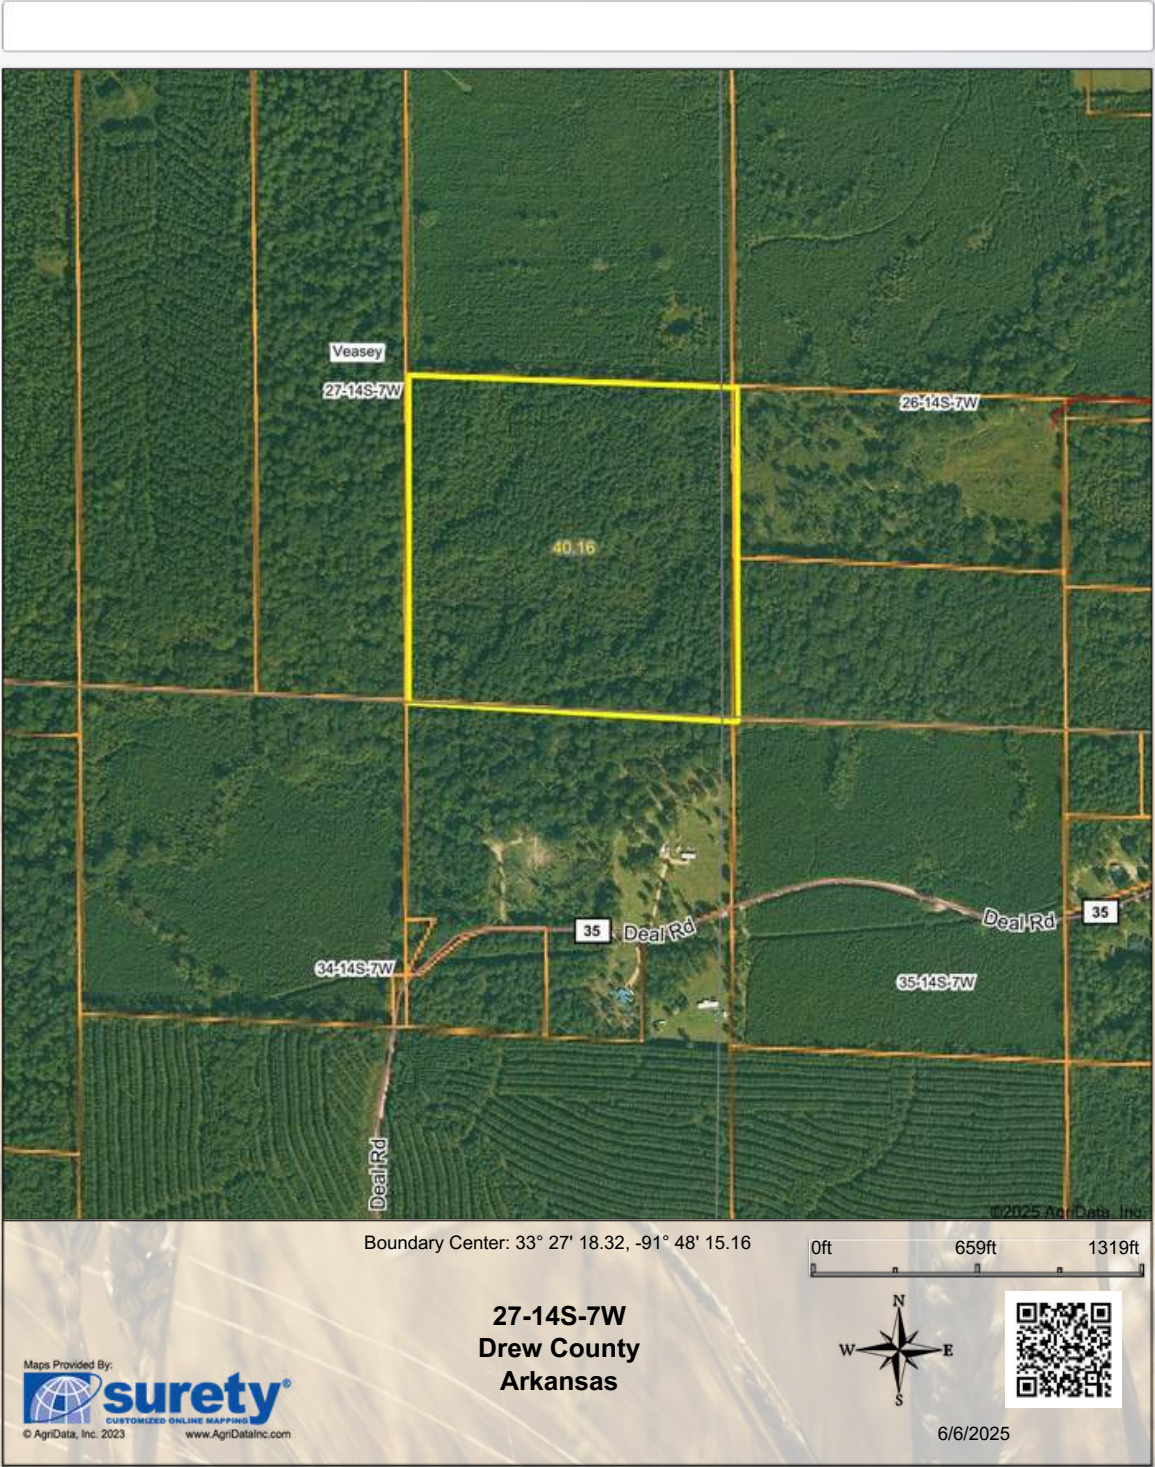 Veasey
27-14S-7W
26-14S-7W
40.16
35
Deal Rd
Deal Rd
35
34-14S-7W
35-14S-7W
Deal Rd
©2025 AgriData, Inc.
Boundary Center: 33° 27' 18.32, -91° 48' 15.16
0ft 659ft 1319ft
27-14S-7W
Drew County
Arkansas
N
W E
S
Maps Provided By:
surety®
CUSTOMIZED ONLINE MAPPING
© AgriData, Inc. 2023 www.AgriDataInc.com
6/6/2025